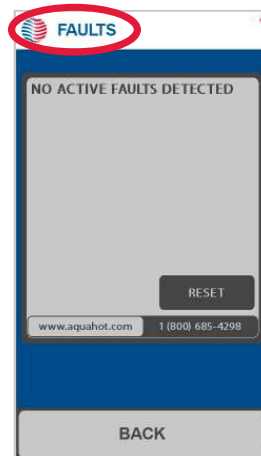 FAULTS
NO ACTIVE FAULTS DETECTED
RESET
www.aquahot.com 1 (800) 685-4298
BACK